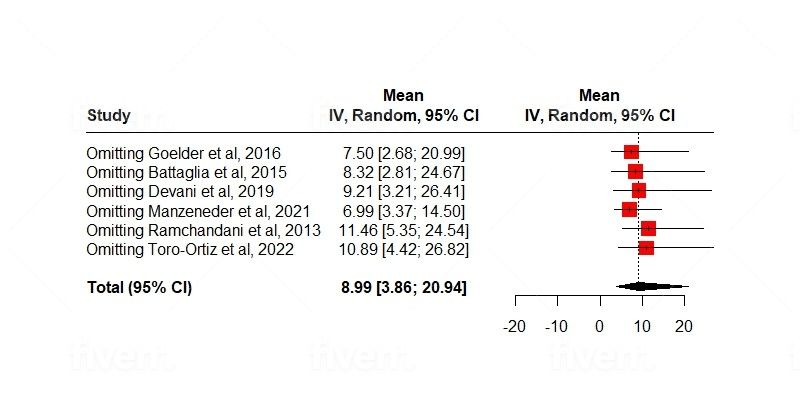 Mean Mean
Study IV, Random, 95% CI IV, Random, 95% CI
Omitting Goelder et al, 2016 7.50 [2.68; 20.99]
Omitting Battaglia et al, 2015 8.32 [2.81; 24.67]
Omitting Devani et al, 2019 9.21 [3.21; 26.41]
Omitting Manzeneder et al, 2021 6.99 [3.37; 14.50]
Omitting Ramchandani et al, 2013 11.46 [5.35; 24.54]
Omitting Toro-Ortiz et al, 2022 10.89 [4.42; 26.82]
Total (95% CI) 8.99 [3.86; 20.94]
-20 -10 0 10 20